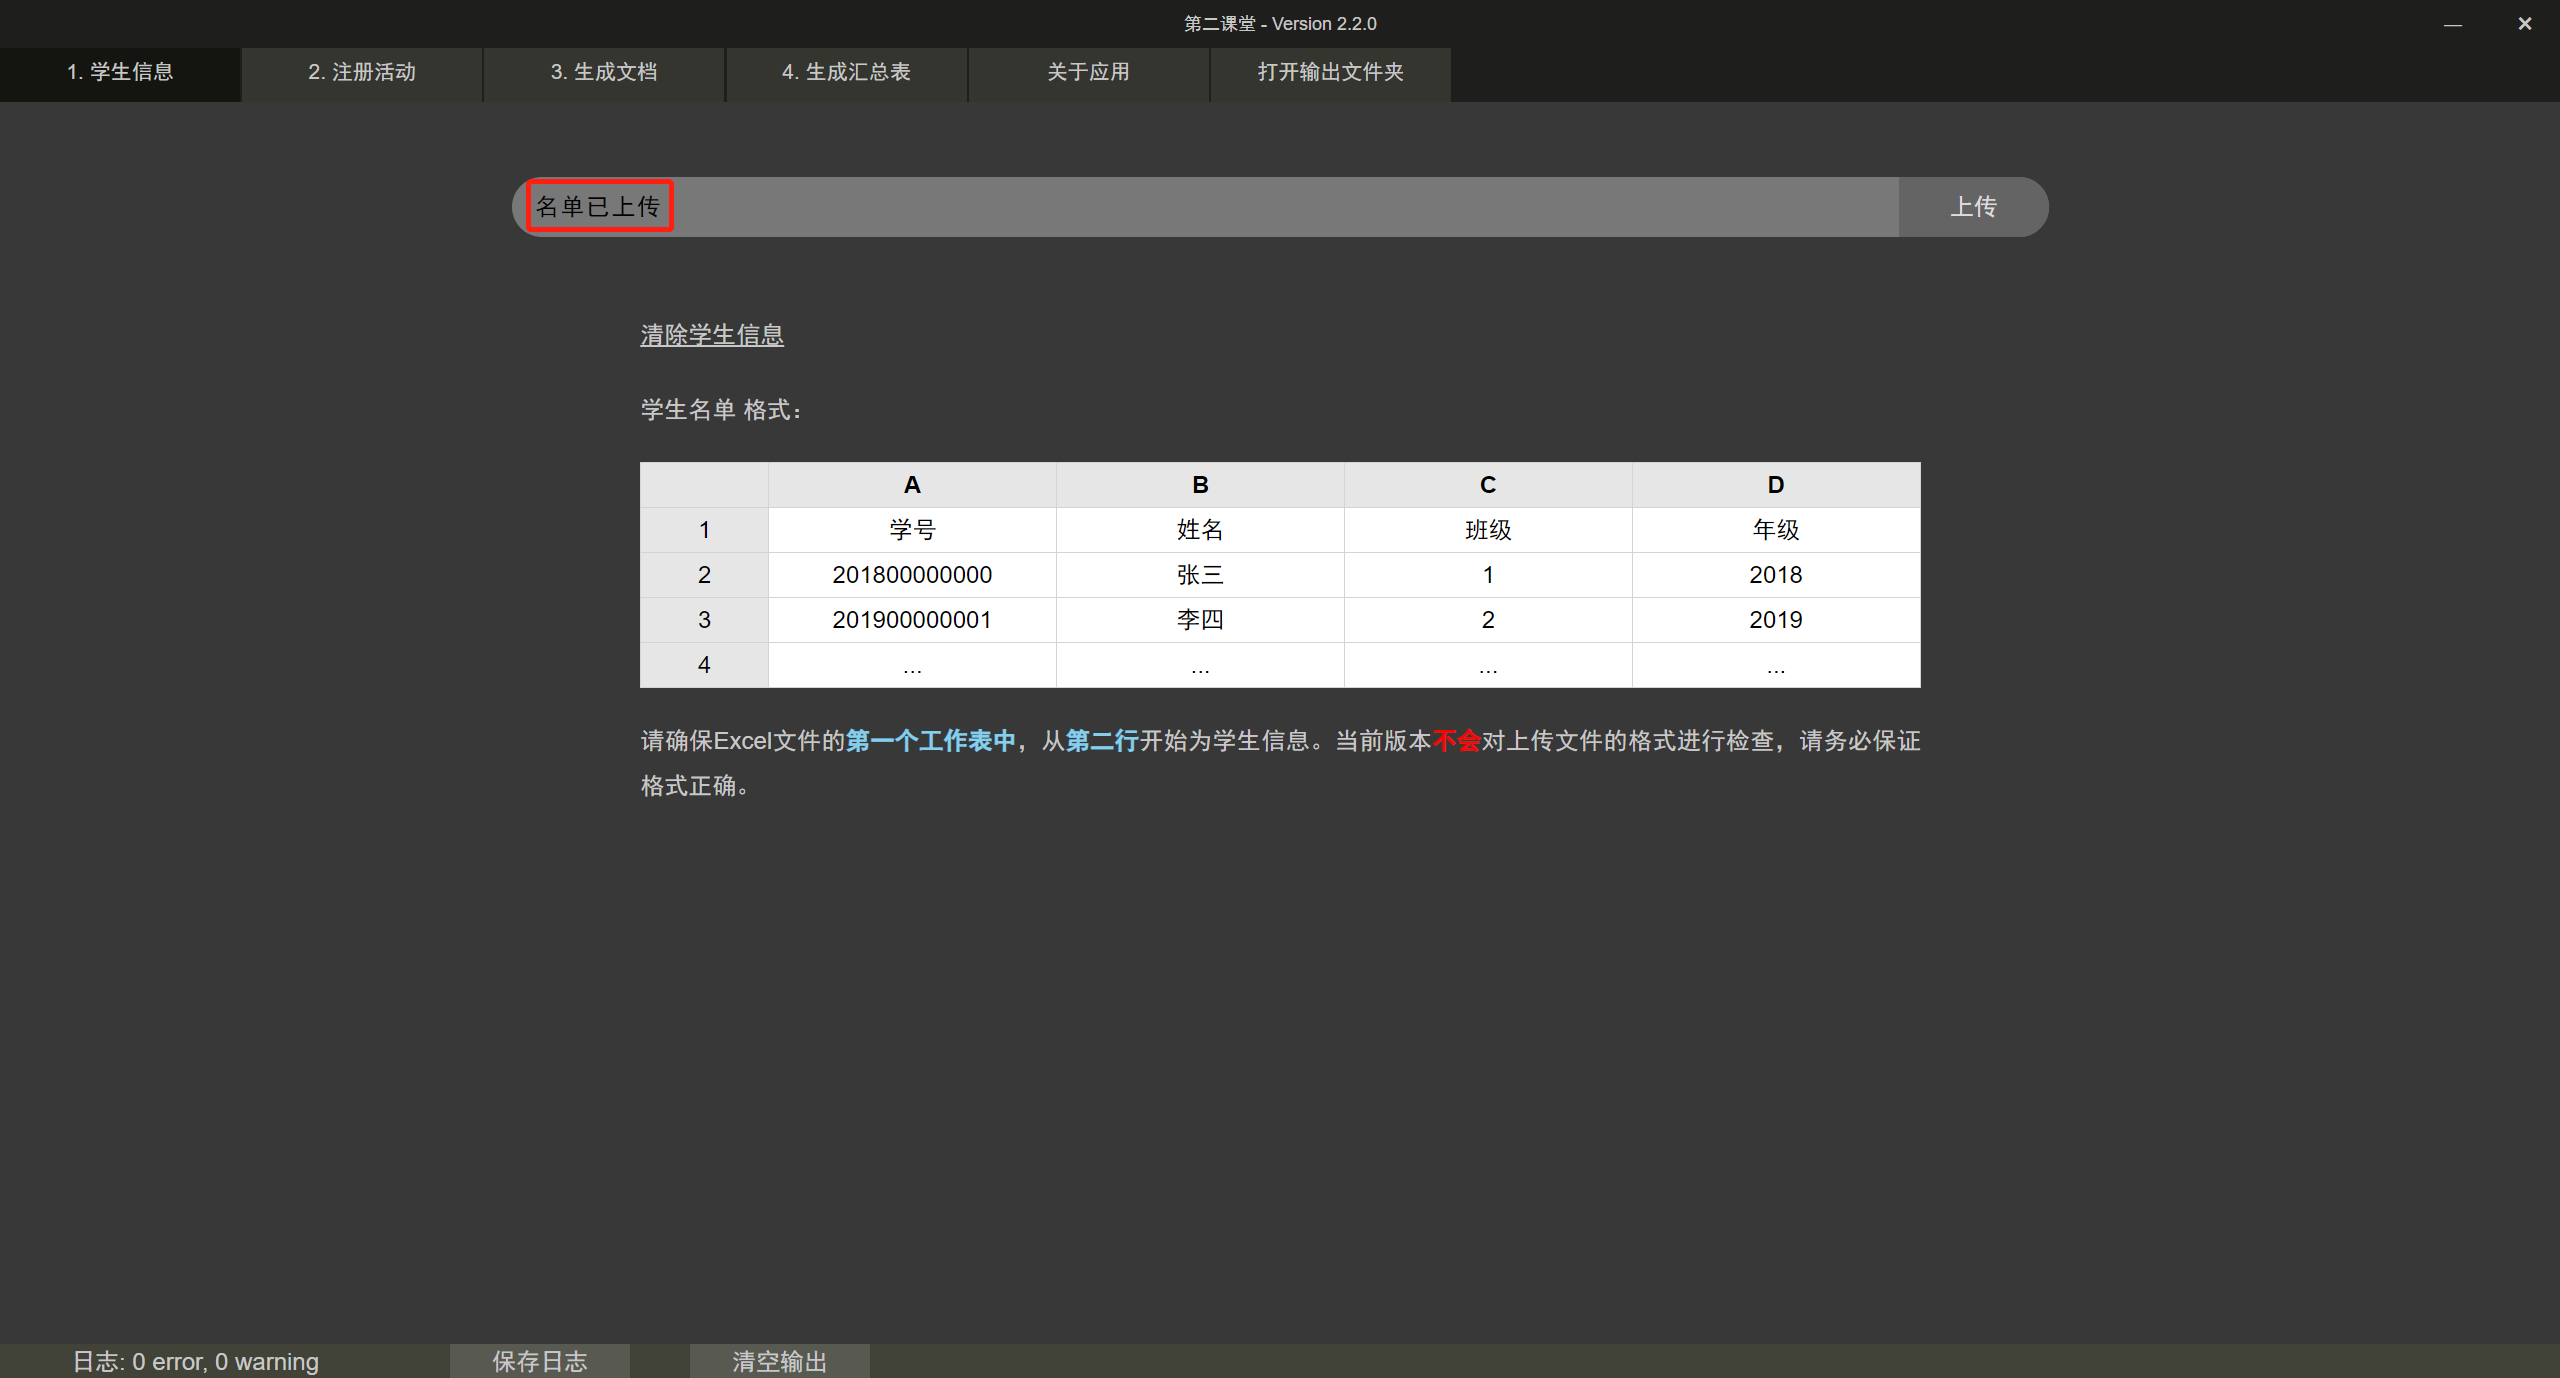 第二课堂 - Version 2.2.0
1. 学生信息 2. 注册活动 3. 生成文档 4. 生成汇总表 关于应用 打开输出文件夹
名单已上传 上传
清除学生信息
学生名单 格式：
A B C D
1 学号 姓名 班级 年级
2 201800000000 张三 1 2018
3 201900000001 李四 2 2019
4 ... ... ... ...
请确保Excel文件的第一个工作表中，从第二行开始为学生信息。当前版本不会对上传文件的格式进行检查，请务必保证
格式正确。
日志: 0 error, 0 warning 保存日志 清空输出